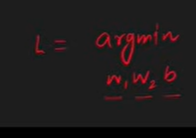 L = argmin
w₁ w₂ b